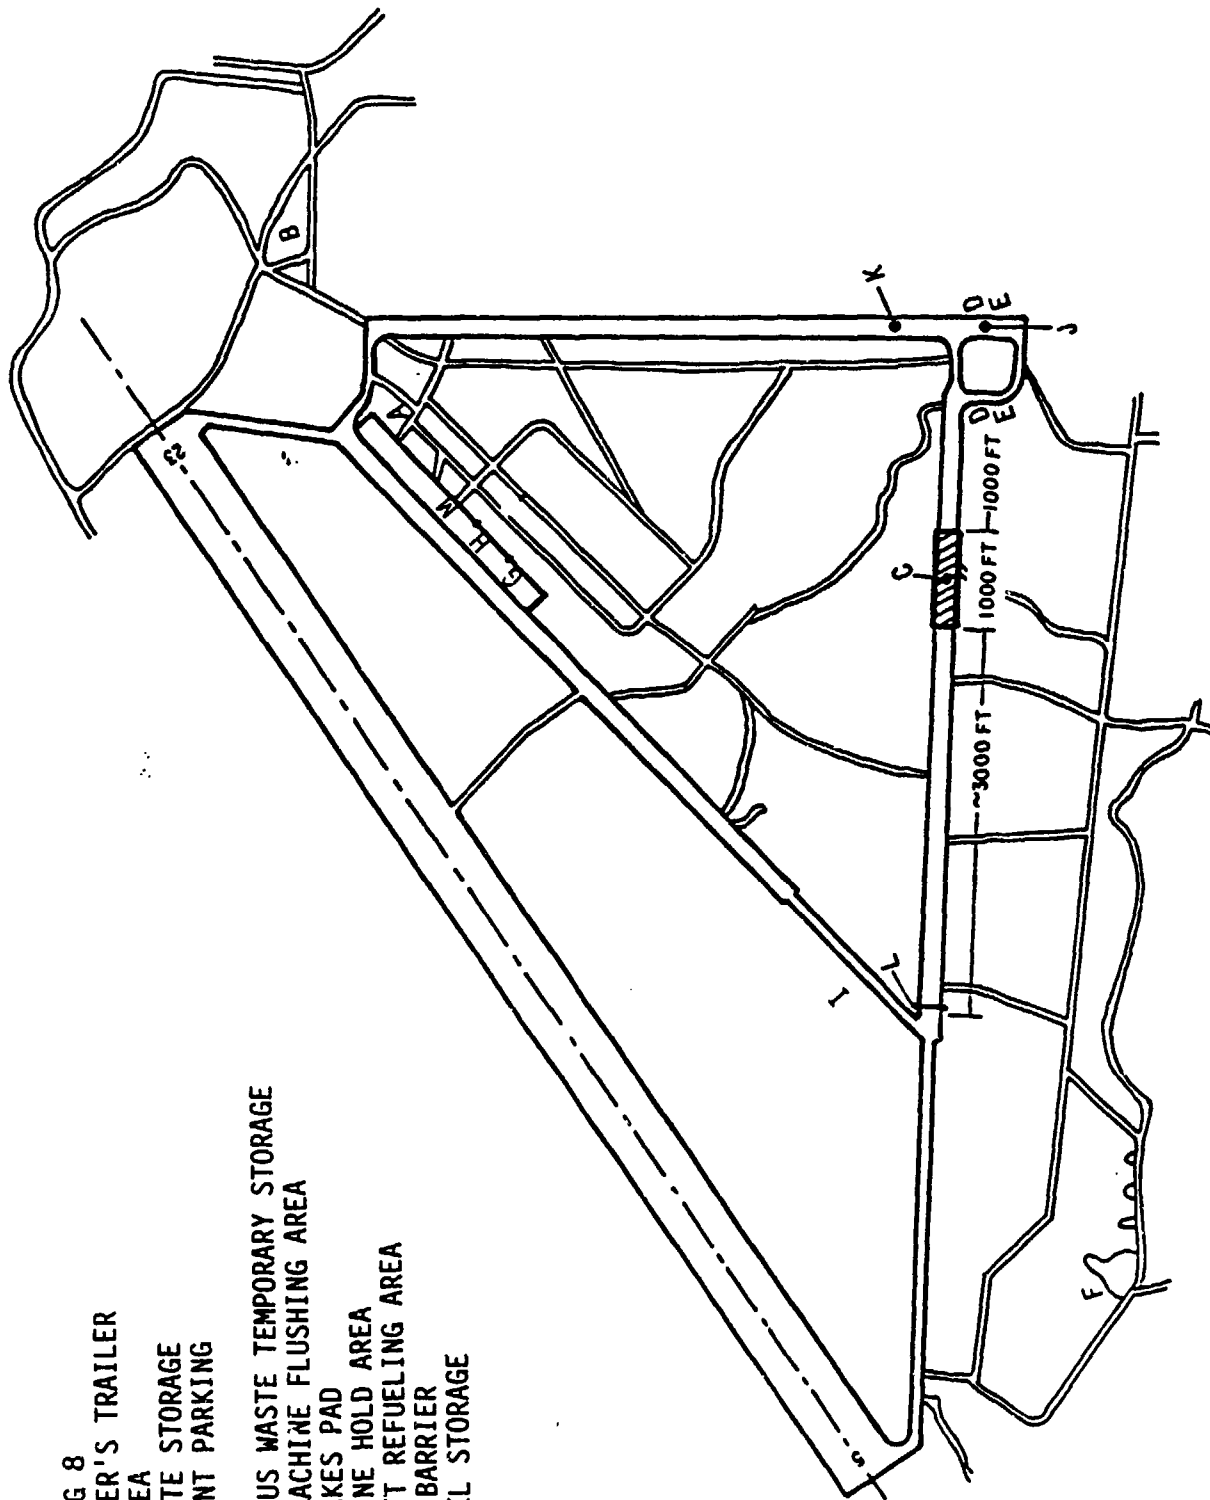 G 8
ER'S TRAILER
EA
TE STORAGE
NT PARKING
US WASTE TEMPORARY STORAGE
ACHINE FLUSHING AREA
KES PAD
NE HOLD AREA
T REFUELING AREA
BARRIER
EL STORAGE
23
5
A
B
M
H
G
K
D
E
J
D
E
C
~1000 FT
1000 FT
~3000 FT
L
I
F